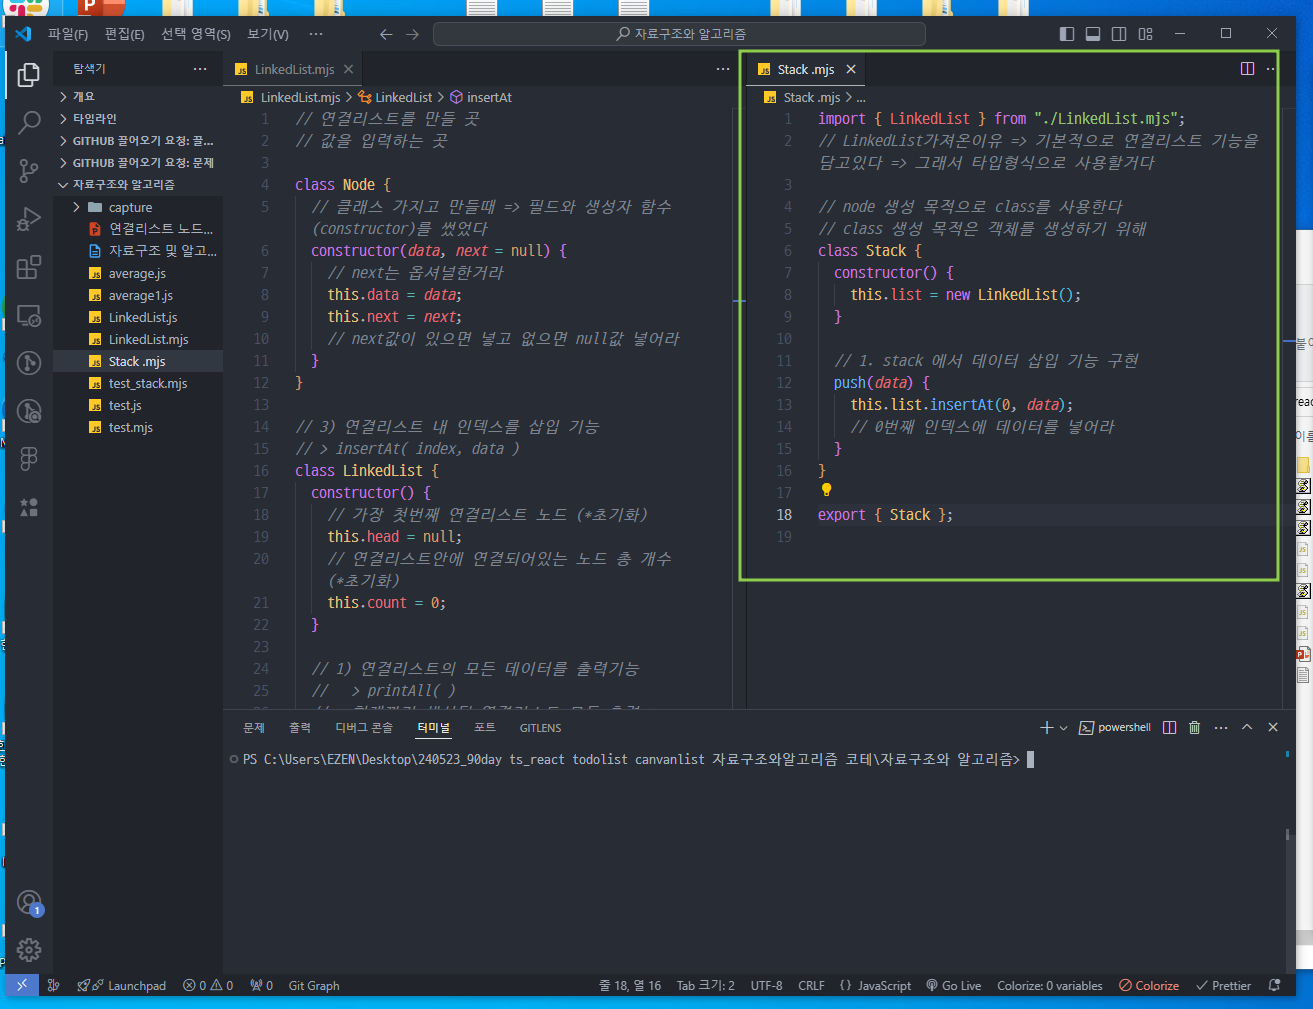 파일(F) 편집(E) 선택 영역(S) 보기(V) ··· 자료구조와 알고리즘
탐색기 ···
개요
타임라인
GITHUB 끌어오기 요청: 끌...
GITHUB 끌어오기 요청: 문제
자료구조와 알고리즘
capture
연결리스트 노드...
자료구조 및 알고...
average.js
average1.js
LinkedList.js
LinkedList.mjs
Stack .mjs
test_stack.mjs
test.js
test.mjs
LinkedList.mjs
LinkedList.mjs > LinkedList > insertAt
1 // 연결리스트를 만들 곳
2 // 값을 입력하는 곳
3
4 class Node {
5 // 클래스 가지고 만들때 => 필드와 생성자 함수
(constructor)를 썼었다
6 constructor(data, next = null) {
7 // next는 옵셔널한거라
8 this.data = data;
9 this.next = next;
10 // next값이 있으면 넣고 없으면 null값 넣어라
11 }
12 }
13
14 // 3) 연결리스트 내 인덱스를 삽입 기능
15 // > insertAt( index, data )
16 class LinkedList {
17 constructor() {
18 // 가장 첫번째 연결리스트 노드 (*초기화)
19 this.head = null;
20 // 연결리스트안에 연결되어있는 노드 총 개수
(*초기화)
21 this.count = 0;
22 }
23
24 // 1) 연결리스트의 모든 데이터를 출력기능
25 // > printAll( )
Stack .mjs
Stack .mjs > ...
1 import { LinkedList } from "./LinkedList.mjs";
2 // LinkedList가져온이유 => 기본적으로 연결리스트 기능을
담고있다 => 그래서 타입형식으로 사용할거다
3
4 // node 생성 목적으로 class를 사용한다
5 // class 생성 목적은 객체를 생성하기 위해
6 class Stack {
7 constructor() {
8 this.list = new LinkedList();
9 }
10
11 // 1. stack 에서 데이터 삽입 기능 구현
12 push(data) {
13 this.list.insertAt(0, data);
14 // 0번째 인덱스에 데이터를 넣어라
15 }
16 }
17
18 export { Stack };
19
문제 출력 디버그 콘솔 터미널 포트 GITLENS powershell
PS C:\Users\EZEN\Desktop\240523_90day ts_react todolist canvanlist 자료구조와알고리즘 코테\자료구조와 알고리즘>
1
Launchpad 0 0 0 Git Graph 줄 18, 열 16 Tab 크기: 2 UTF-8 CRLF {} JavaScript Go Live Colorize: 0 variables Colorize Prettier